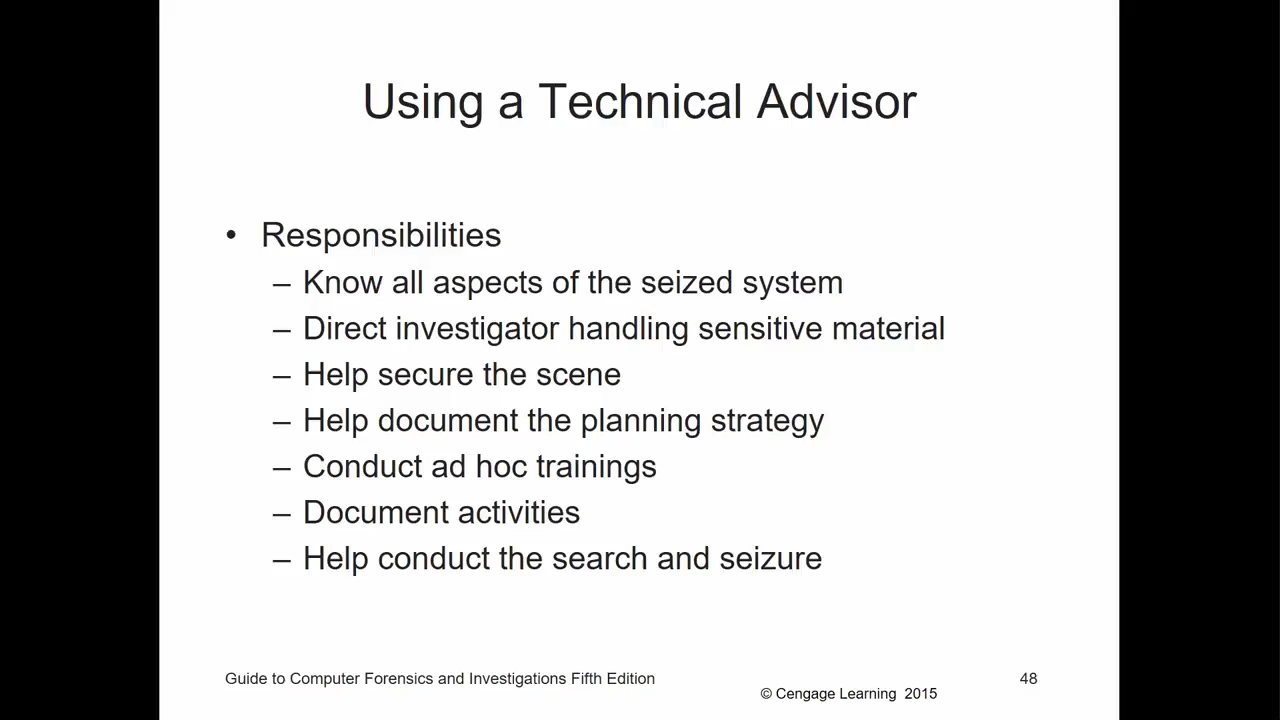 Using a Technical Advisor
• Responsibilities
– Know all aspects of the seized system
– Direct investigator handling sensitive material
– Help secure the scene
– Help document the planning strategy
– Conduct ad hoc trainings
– Document activities
– Help conduct the search and seizure
Guide to Computer Forensics and Investigations Fifth Edition
48
© Cengage Learning 2015